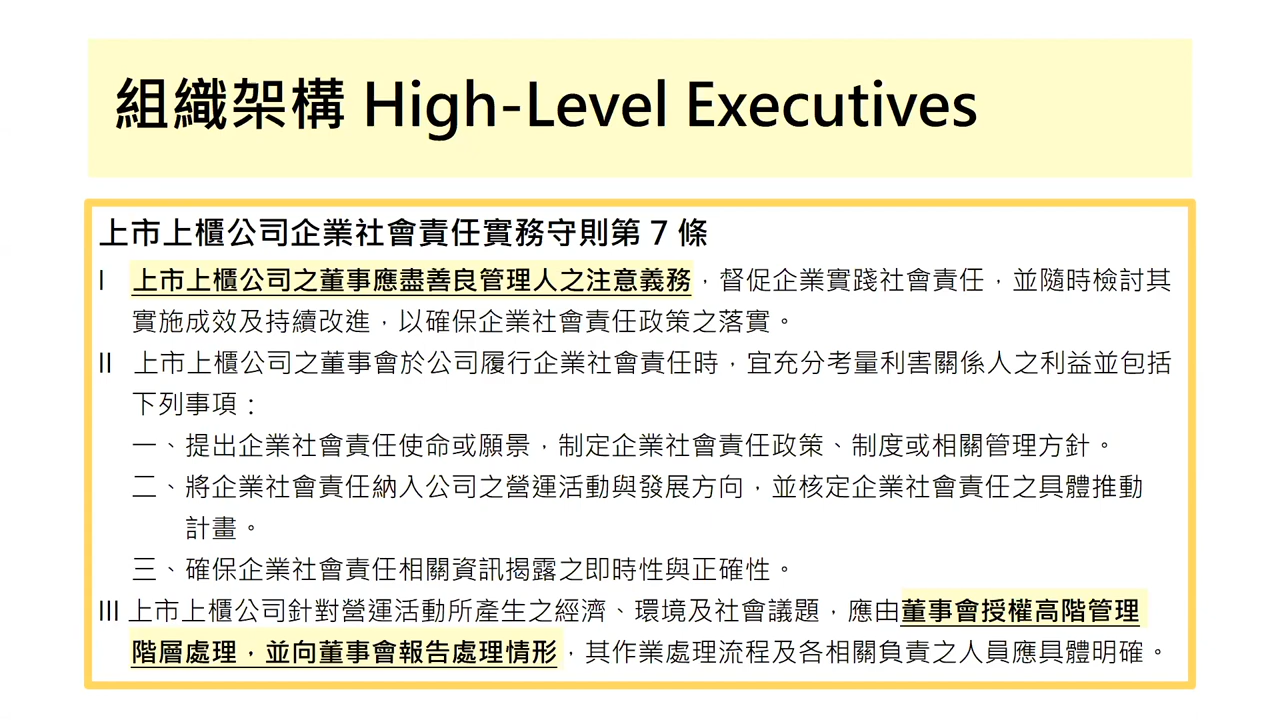 組織架構 High-Level Executives
上市上櫃公司企業社會責任實務守則第 7 條
I 上市上櫃公司之董事應盡善良管理人之注意義務，督促企業實踐社會責任，並隨時檢討其
實施成效及持續改進，以確保企業社會責任政策之落實。
II 上市上櫃公司之董事會於公司履行企業社會責任時，宜充分考量利害關係人之利益並包括
下列事項：
一、提出企業社會責任使命或願景，制定企業社會責任政策、制度或相關管理方針。
二、將企業社會責任納入公司之營運活動與發展方向，並核定企業社會責任之具體推動
計畫。
三、確保企業社會責任相關資訊揭露之即時性與正確性。
III 上市上櫃公司針對營運活動所產生之經濟、環境及社會議題，應由董事會授權高階管理
階層處理，並向董事會報告處理情形，其作業處理流程及各相關負責之人員應具體明確。